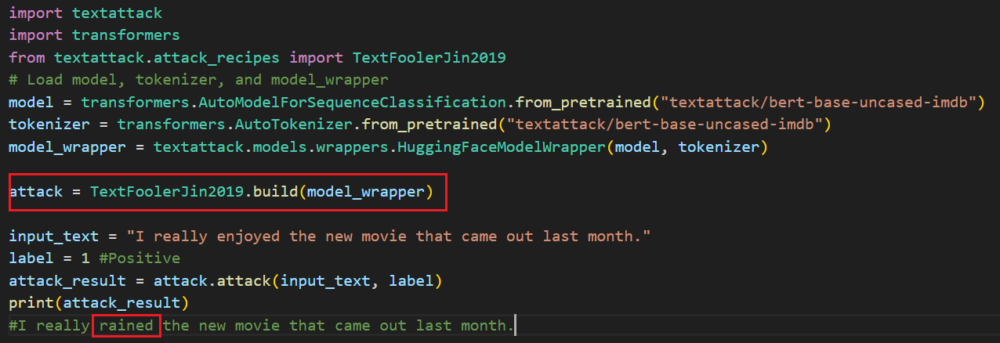 import textattack
import transformers
from textattack.attack_recipes import TextFoolerJin2019
# Load model, tokenizer, and model_wrapper
model = transformers.AutoModelForSequenceClassification.from_pretrained("textattack/bert-base-uncased-imdb")
tokenizer = transformers.AutoTokenizer.from_pretrained("textattack/bert-base-uncased-imdb")
model_wrapper = textattack.models.wrappers.HuggingFaceModelWrapper(model, tokenizer)
attack = TextFoolerJin2019.build(model_wrapper)
input_text = "I really enjoyed the new movie that came out last month."
label = 1 #Positive
attack_result = attack.attack(input_text, label)
print(attack_result)
#I really rained the new movie that came out last month.